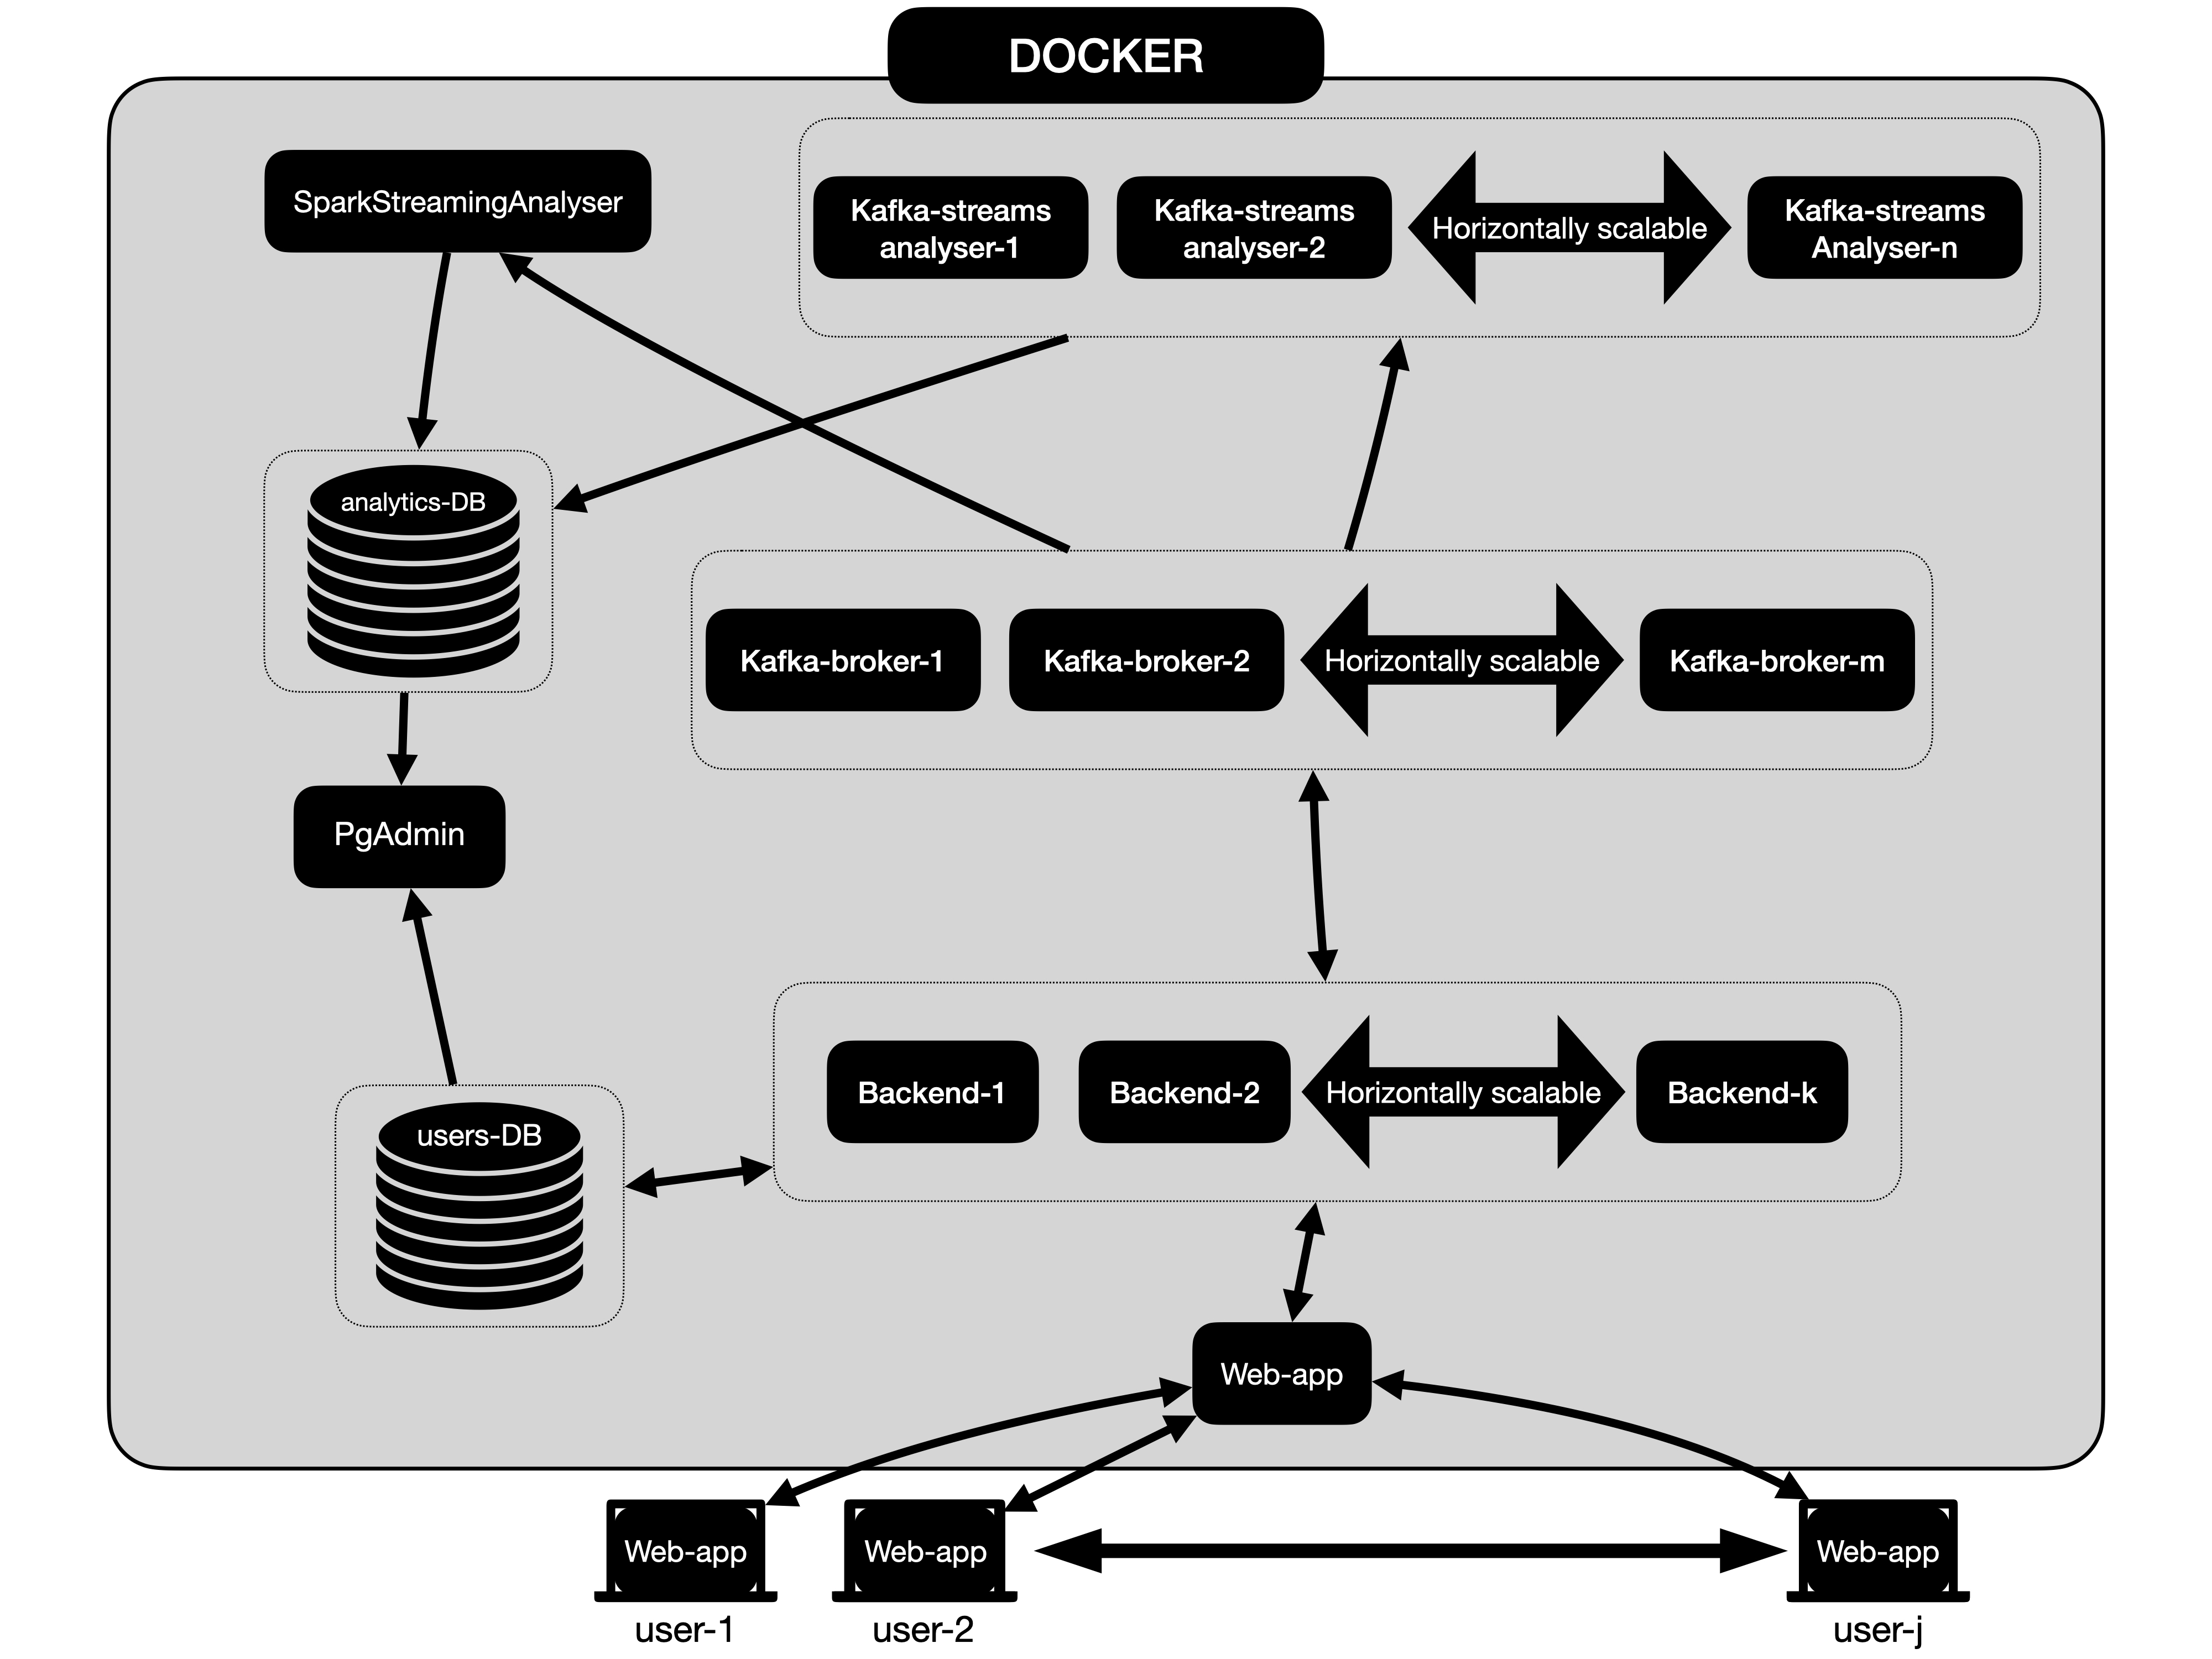 DOCKER
SparkStreamingAnalyser
Kafka-streams
analyser-1
Kafka-streams
analyser-2
Horizontally scalable
Kafka-streams
Analyser-n
analytics-DB
Kafka-broker-1
Kafka-broker-2
Horizontally scalable
Kafka-broker-m
PgAdmin
Backend-1
Backend-2
Horizontally scalable
Backend-k
users-DB
Web-app
Web-app
Web-app
Web-app
user-1
user-2
user-j